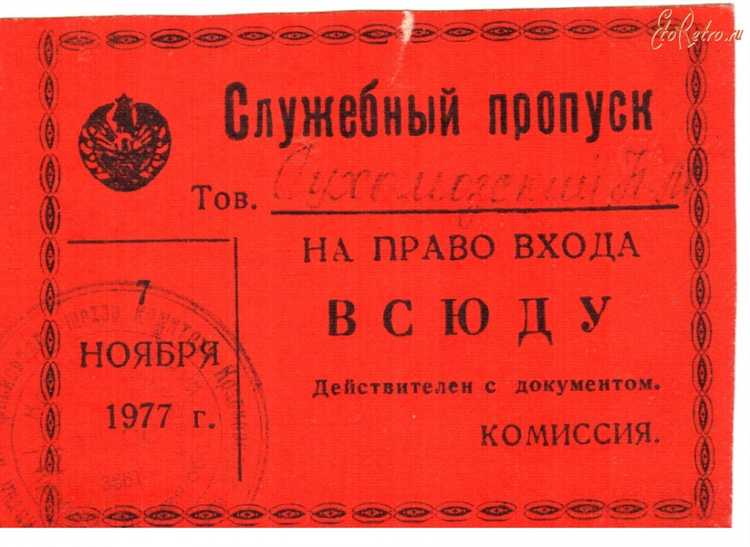 EtoRetro.ru
Служебный пропуск
Тов.
НА ПРАВО ВХОДА
ВСЮДУ
Действителен с документом.
КОМИССИЯ.
7
НОЯБРЯ
1977 г.